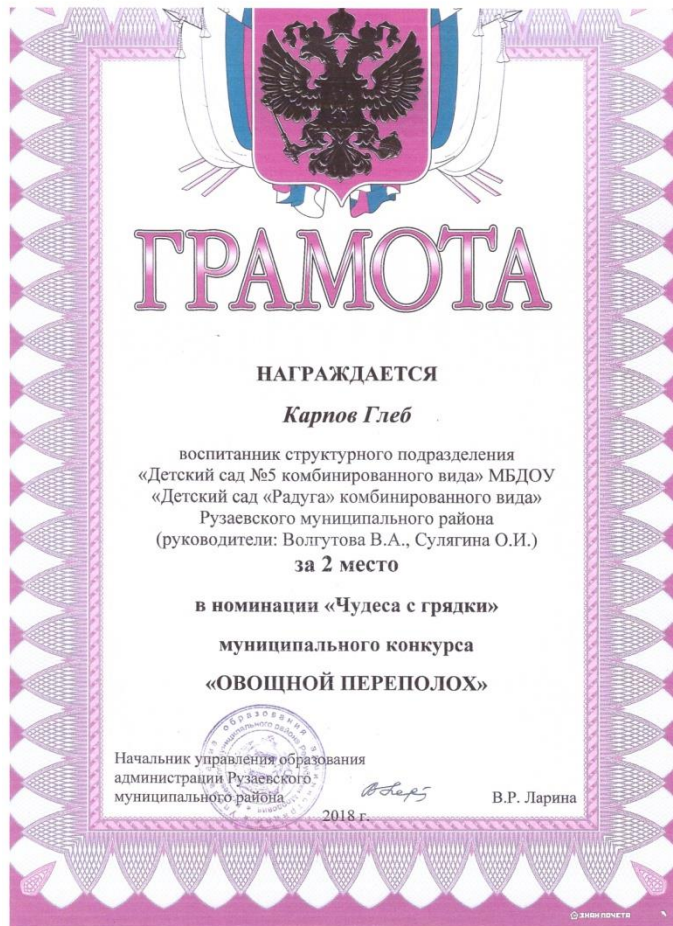 ГРАМОТА
НАГРАЖДАЕТСЯ
Карпов Глеб
воспитанник структурного подразделения
«Детский сад №5 комбинированного вида» МБДОУ
«Детский сад «Радуга» комбинированного вида»
Рузаевского муниципального района
(руководители: Волгутова В.А., Сулягина О.И.)
за 2 место
в номинации «Чудеса с грядки»
муниципального конкурса
«ОВОЩНОЙ ПЕРЕПОЛОХ»
Начальник управления образования
администрации Рузаевского
муниципального района
В.Р. Ларина
2018 г.
ЗНАК ПОЧЕТА